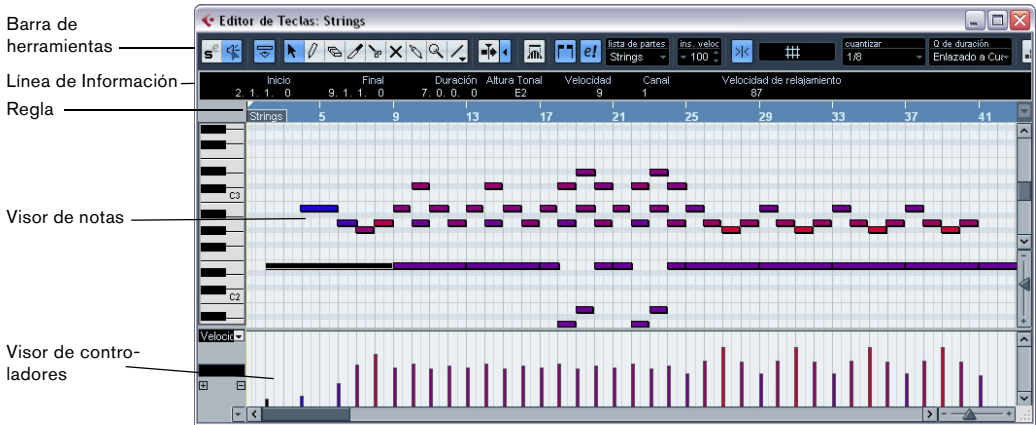 Editor de Teclas: Strings
Barra de
herramientas
lista de partes
Strings
ins. veloc
100
cuantizar
1/8
Q de duración
Enlazado a Cua
Línea de Información
Inicio Final Duración Altura Tonal Velocidad Canal Velocidad de relajamiento
2. 1. 1. 0 9. 1. 1. 0 7. 0. 0. 0 E2 9 1 87
Regla
Strings 5 9 13 17 21 25 29 33 37 41
C3
Visor de notas
C2
Velocid
Visor de contro-
ladores